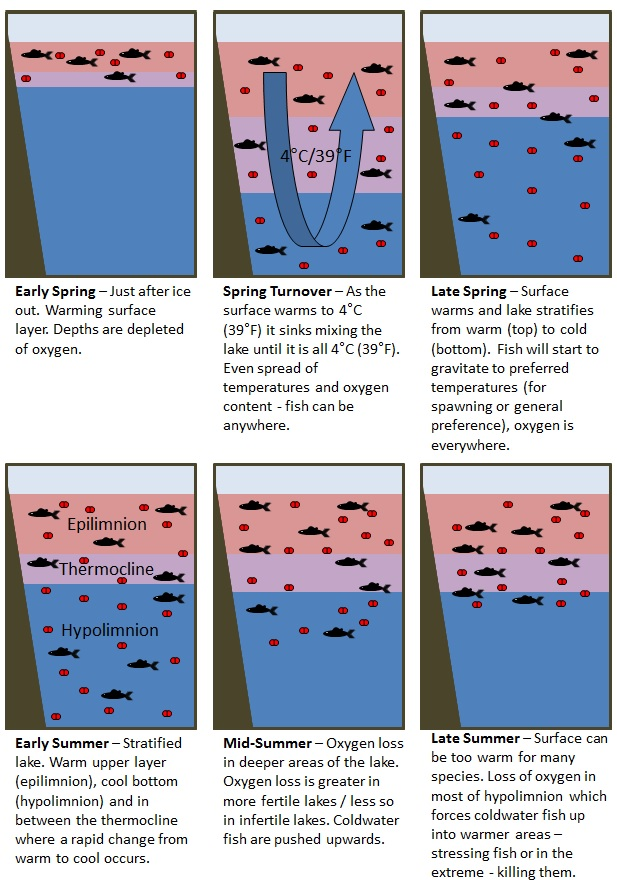 4°C/39°F
Early Spring – Just after ice
out. Warming surface
layer. Depths are depleted
of oxygen.
Spring Turnover – As the
surface warms to 4°C
(39°F) it sinks mixing the
lake until it is all 4°C (39°F).
Even spread of
temperatures and oxygen
content - fish can be
anywhere.
Late Spring – Surface
warms and lake stratifies
from warm (top) to cold
(bottom). Fish will start to
gravitate to preferred
temperatures (for
spawning or general
preference), oxygen is
everywhere.
Epilimnion
Thermocline
Hypolimnion
Early Summer – Stratified
lake. Warm upper layer
(epilimnion), cool bottom
(hypolimnion) and in
between the thermocline
where a rapid change from
warm to cool occurs.
Mid-Summer – Oxygen loss
in deeper areas of the lake.
Oxygen loss is greater in
more fertile lakes / less so
in infertile lakes. Coldwater
fish are pushed upwards.
Late Summer – Surface can
be too warm for many
species. Loss of oxygen in
most of hypolimnion which
forces coldwater fish up
into warmer areas –
stressing fish or in the
extreme - killing them.